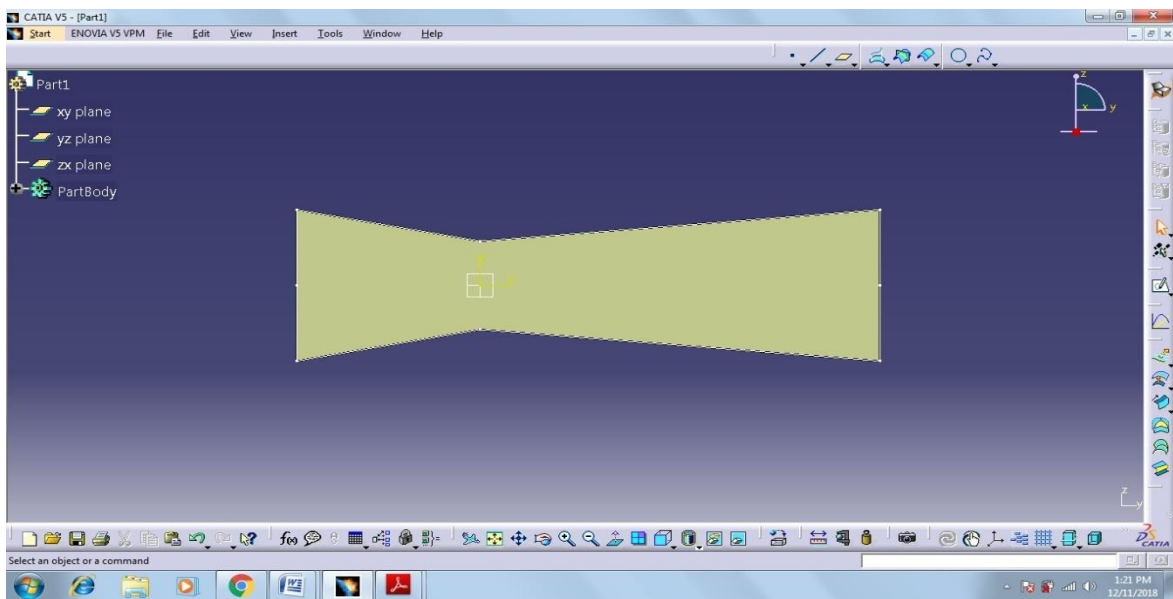 CATIA V5 - [Part1]
Start ENOVIA V5 VPM File Edit View Insert Tools Window Help
z
Part1
x y
xy plane
yz plane
zx plane
PartBody
z
y
f(x)
CATIA
Select an object or a command
1:21 PM
12/11/2018